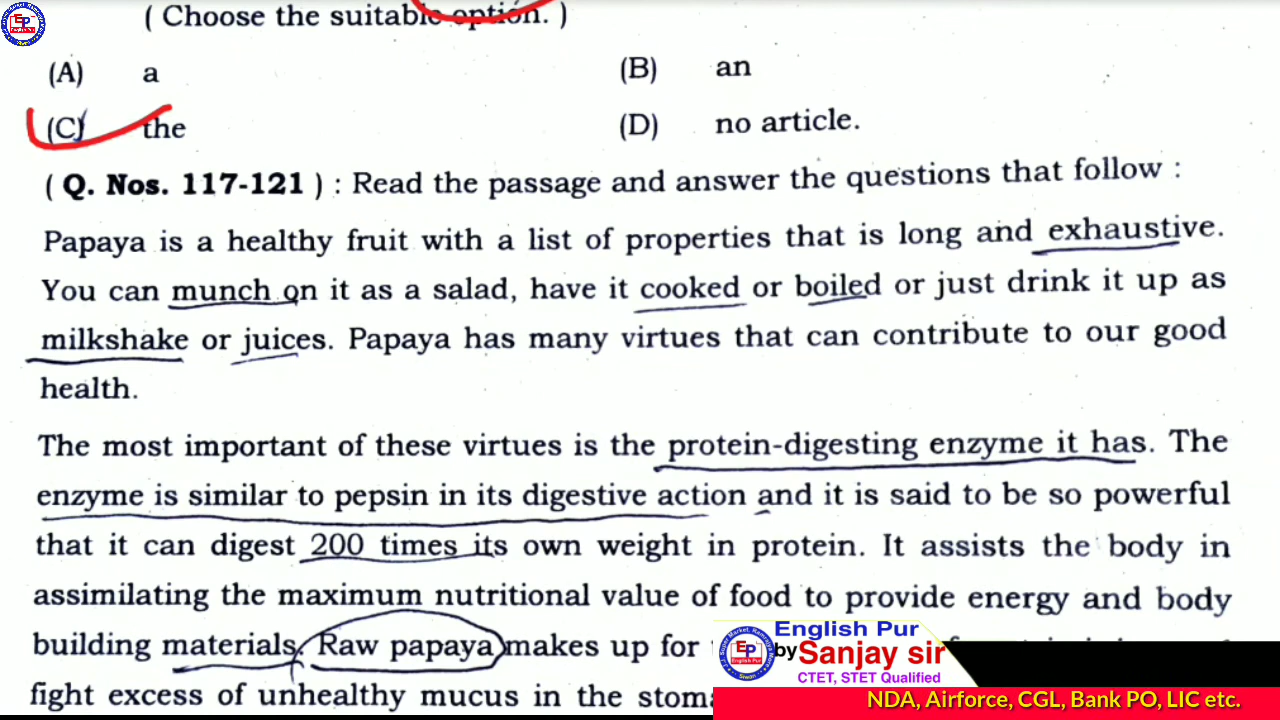 ( Choose the suitable option. )
(A) a (B) an
(C) the (D) no article.
( Q. Nos. 117-121 ) : Read the passage and answer the questions that follow :
Papaya is a healthy fruit with a list of properties that is long and exhaustive.
You can munch on it as a salad, have it cooked or boiled or just drink it up as
milkshake or juices. Papaya has many virtues that can contribute to our good
health.
The most important of these virtues is the protein-digesting enzyme it has. The
enzyme is similar to pepsin in its digestive action and it is said to be so powerful
that it can digest 200 times its own weight in protein. It assists the body in
assimilating the maximum nutritional value of food to provide energy and body
building materials. Raw papaya makes up for
fight excess of unhealthy mucus in the
English Pur
by Sanjay sir
CTET, STET Qualified
NDA, Airforce, CGL, Bank PO, LIC etc.
EP
EP
English Pur
Siwan